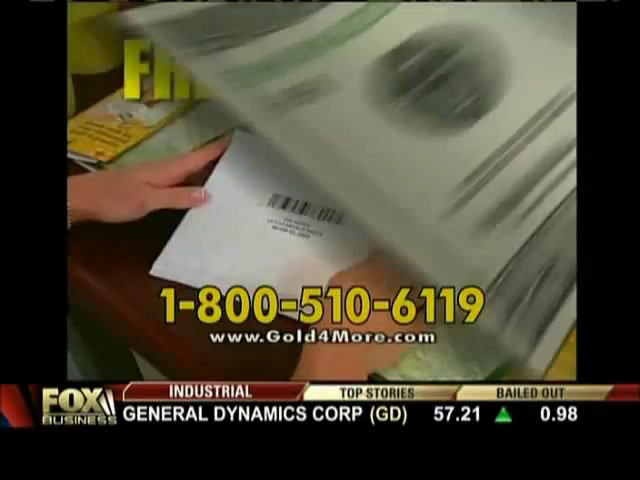 1-800-510-6119
www.Gold4More.com
INDUSTRIAL
TOP STORIES
BAILED OUT
FOX
BUSINESS
GENERAL DYNAMICS CORP (GD) 57.21 ▲ 0.98